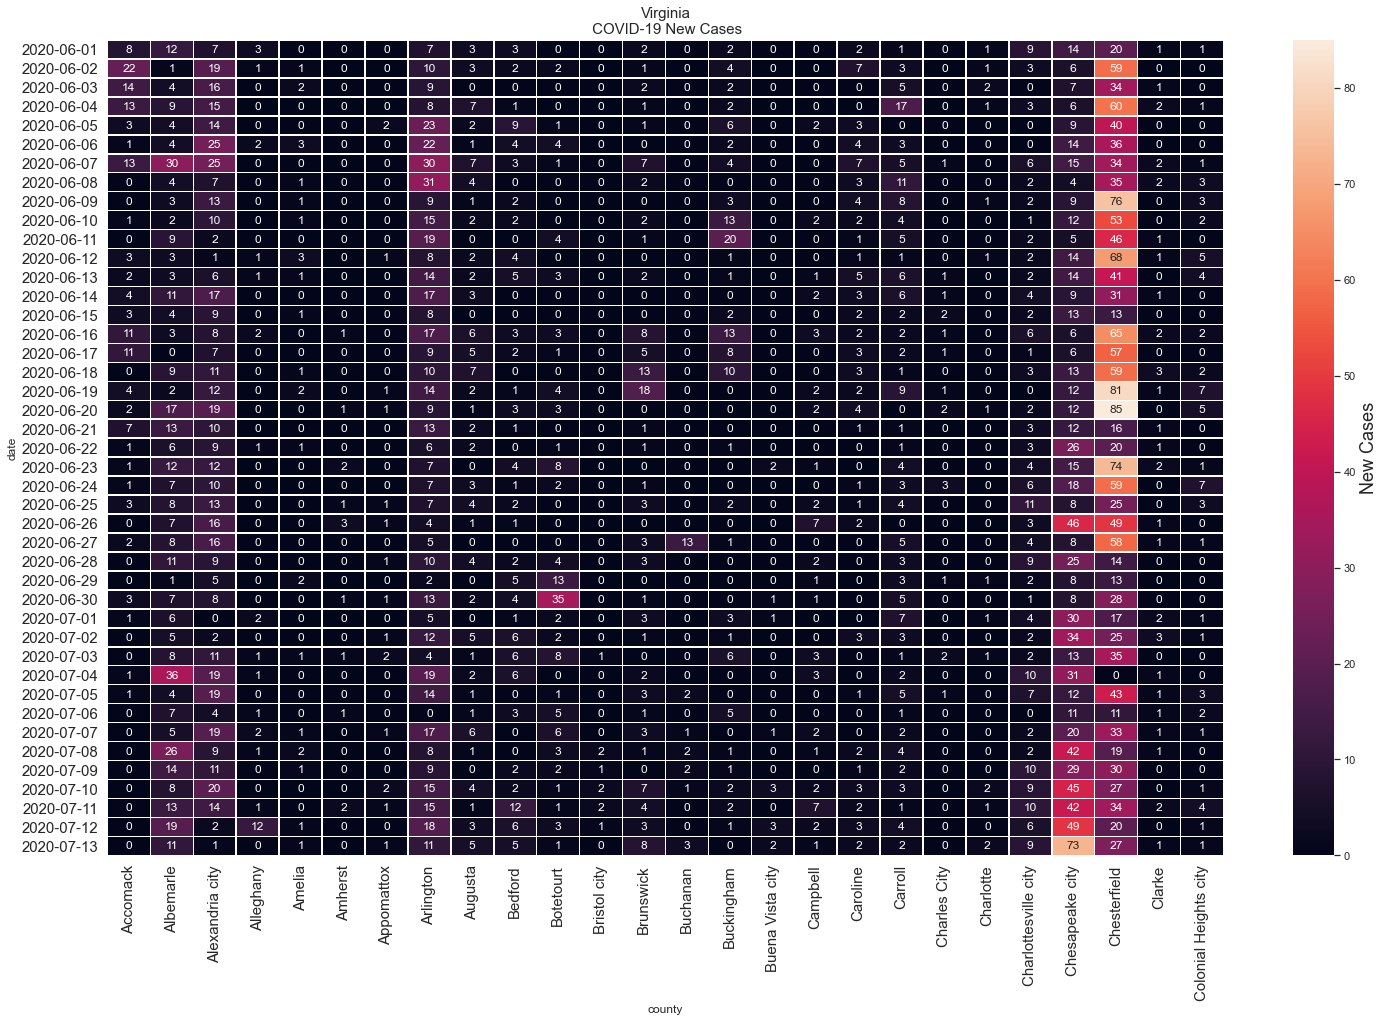 Virginia
COVID-19 New Cases
2020-06-01 8 12 7 3 0 0 0 7 3 3 0 0 2 0 2 0 0 2 1 0 1 9 14 20 1 1
2020-06-02 22 1 19 1 1 0 0 10 3 2 2 0 1 0 4 0 0 7 3 0 1 3 6 59 0 0
2020-06-03 14 4 16 0 2 0 0 9 0 0 0 0 2 0 2 0 0 0 5 0 2 0 7 34 1 0
2020-06-04 13 9 15 0 0 0 0 8 7 1 0 0 1 0 2 0 0 0 17 0 1 3 6 60 2 1
2020-06-05 3 4 14 0 0 0 2 23 2 9 1 0 1 0 6 0 2 3 0 0 0 0 9 40 0 0
2020-06-06 1 4 25 2 3 0 0 22 1 4 4 0 0 0 2 0 0 4 3 0 0 0 14 36 0 0
2020-06-07 13 30 25 0 0 0 0 30 7 3 1 0 7 0 4 0 0 7 5 1 0 6 15 34 2 1
2020-06-08 0 4 7 0 1 0 0 31 4 0 0 0 2 0 0 0 0 3 11 0 0 2 4 35 2 3
2020-06-09 0 3 13 0 1 0 0 9 1 2 0 0 0 0 3 0 0 4 8 0 1 2 9 76 0 3
2020-06-10 1 2 10 0 1 0 0 15 2 2 0 0 2 0 13 0 2 2 4 0 0 1 12 53 0 2
2020-06-11 0 9 2 0 0 0 0 19 0 0 4 0 1 0 20 0 0 1 5 0 0 2 5 46 1 0
2020-06-12 3 3 1 1 3 0 1 8 2 4 0 0 0 0 1 0 0 1 1 0 1 2 14 68 1 5
2020-06-13 2 3 6 1 1 0 0 14 2 5 3 0 2 0 1 0 1 5 6 1 0 2 14 41 0 4
2020-06-14 4 11 17 0 0 0 0 17 3 0 0 0 0 0 0 0 2 3 6 1 0 4 9 31 1 0
2020-06-15 3 4 9 0 1 0 0 8 0 0 0 0 0 0 2 0 0 2 2 2 0 2 13 13 0 0
2020-06-16 11 3 8 2 0 1 0 17 6 3 3 0 8 0 13 0 3 2 2 1 0 6 6 65 2 2
2020-06-17 11 0 7 0 0 0 0 9 5 2 1 0 5 0 8 0 0 3 2 1 0 1 6 57 0 0
2020-06-18 0 9 11 0 1 0 0 10 7 0 0 0 13 0 10 0 0 3 1 0 0 3 13 59 3 2
2020-06-19 4 2 12 0 2 0 1 14 2 1 4 0 18 0 0 0 2 2 9 1 0 0 12 81 1 7
2020-06-20 2 17 19 0 0 1 1 9 1 3 3 0 0 0 0 0 2 4 0 2 1 2 12 85 0 5
2020-06-21 7 13 10 0 0 0 0 13 2 1 0 0 1 0 0 0 0 1 1 0 0 3 12 16 1 0
2020-06-22 1 6 9 1 1 0 0 6 2 0 1 0 1 0 1 0 0 0 1 0 0 3 26 20 1 0
2020-06-23 1 12 12 0 0 2 0 7 0 4 8 0 0 0 0 2 1 0 4 0 0 4 15 74 2 1
2020-06-24 1 7 10 0 0 0 0 7 3 1 2 0 1 0 0 0 0 1 3 3 0 6 18 59 0 7
2020-06-25 3 8 13 0 0 1 1 7 4 2 0 0 3 0 2 0 2 1 4 0 0 11 8 25 0 3
2020-06-26 0 7 16 0 0 3 1 4 1 1 0 0 0 0 0 0 7 2 0 0 0 3 46 49 1 0
2020-06-27 2 8 16 0 0 0 0 5 0 0 0 0 3 13 1 0 0 0 5 0 0 4 8 58 1 1
2020-06-28 0 11 9 0 0 0 1 10 4 2 4 0 3 0 0 0 2 0 3 0 0 9 25 14 0 0
2020-06-29 0 1 5 0 2 0 0 2 0 5 13 0 0 0 0 0 1 0 3 1 1 2 8 13 0 0
2020-06-30 3 7 8 0 0 1 1 13 2 4 35 0 1 0 0 1 1 0 5 0 0 1 8 28 0 0
2020-07-01 1 6 0 2 0 0 0 5 0 1 2 0 3 0 3 1 0 0 7 0 1 4 30 17 2 1
2020-07-02 0 5 2 0 0 0 1 12 5 6 2 0 1 0 1 0 0 3 3 0 0 2 34 25 3 1
2020-07-03 0 8 11 1 1 1 2 4 1 6 8 1 0 0 6 0 3 0 1 2 1 2 13 35 0 0
2020-07-04 1 36 19 1 0 0 0 19 2 6 0 0 2 0 0 0 3 0 2 0 0 10 31 0 1 0
2020-07-05 1 4 19 0 0 0 0 14 1 0 1 0 3 2 0 0 0 1 5 1 0 7 12 43 1 3
2020-07-06 0 7 4 1 0 1 0 0 1 3 5 0 1 0 5 0 0 0 1 0 0 0 11 11 1 2
2020-07-07 0 5 19 2 1 0 1 17 6 0 6 0 3 1 0 1 2 0 2 0 0 2 20 33 1 1
2020-07-08 0 26 9 1 2 0 0 8 1 0 3 2 1 2 1 0 1 2 4 0 0 2 42 19 1 0
2020-07-09 0 14 11 0 1 0 0 9 0 2 2 1 0 2 1 0 0 1 2 0 0 10 29 30 0 0
2020-07-10 0 8 20 0 0 0 2 15 4 2 1 2 7 1 2 3 2 3 3 0 2 9 45 27 0 1
2020-07-11 0 13 14 1 0 2 1 15 1 12 1 2 4 0 2 0 7 2 1 0 1 10 42 34 2 4
2020-07-12 0 19 2 12 1 0 0 18 3 6 3 1 3 0 1 3 2 3 4 0 0 6 49 20 0 1
2020-07-13 0 11 1 0 1 0 1 11 5 5 1 0 8 3 0 2 1 2 2 0 2 9 73 27 1 1
date
Accomack
Albemarle
Alexandria city
Alleghany
Amelia
Amherst
Appomattox
Arlington
Augusta
Bedford
Botetourt
Bristol city
Brunswick
Buchanan
Buckingham
Buena Vista city
Campbell
Caroline
Carroll
Charles City
Charlotte
Charlottesville city
Chesapeake city
Chesterfield
Clarke
Colonial Heights city
county
80
70
60
50
40
30
20
10
0
New Cases